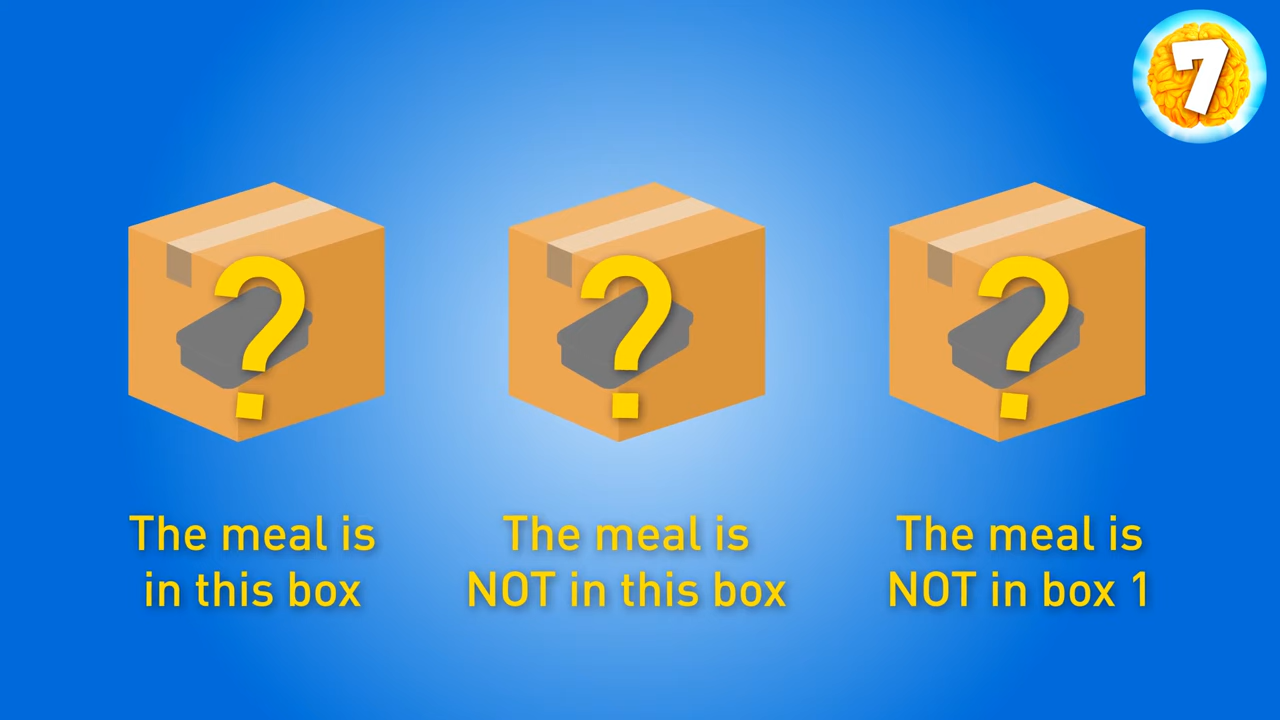 7
?
?
?
The meal is
in this box
The meal is
NOT in this box
The meal is
NOT in box 1